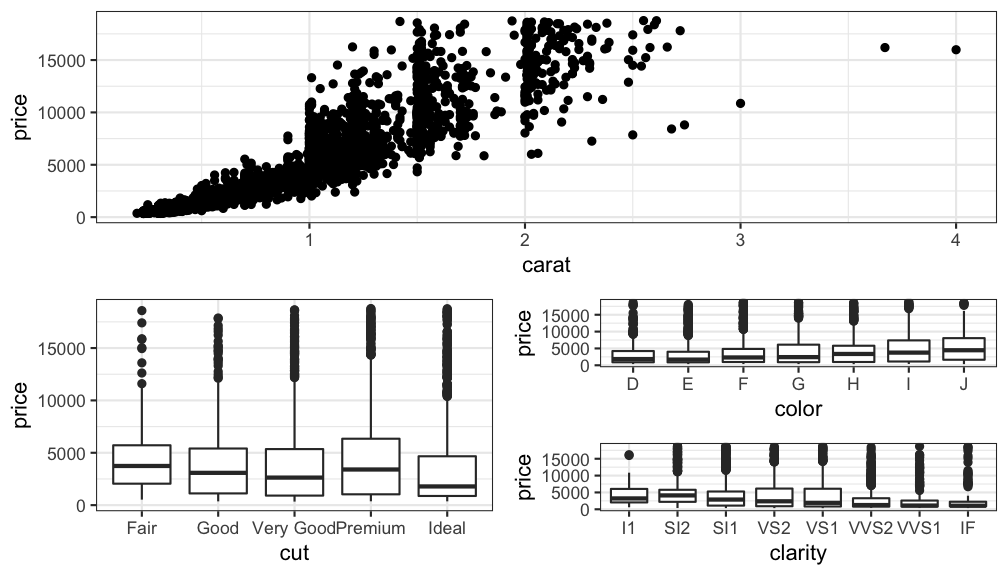 price
15000
10000
5000
0
1 2 3 4
carat
price
15000
10000
5000
0
Fair Good Very Good Premium Ideal
cut
price
15000
10000
5000
0
D E F G H I J
color
price
15000
10000
5000
0
I1 SI2 SI1 VS2 VS1 VVS2 VVS1 IF
clarity